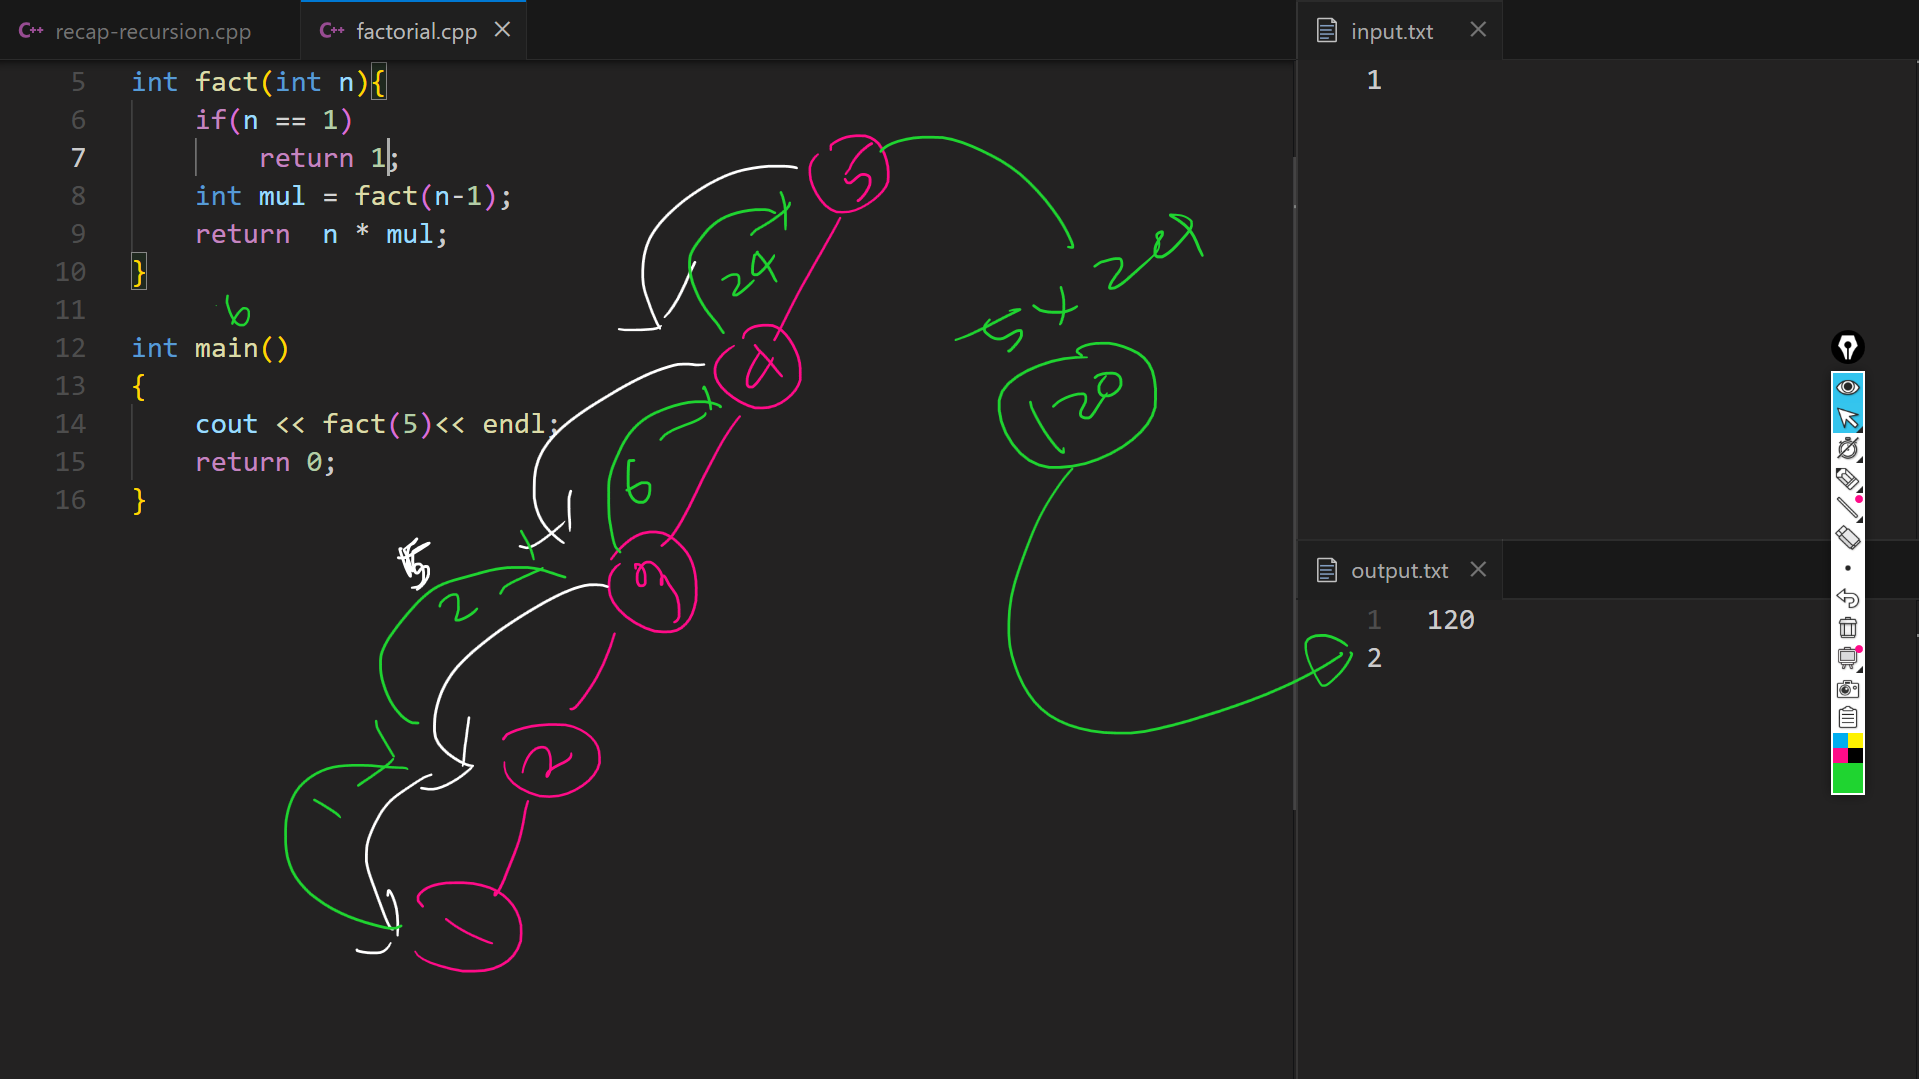 recap-recursion.cpp
factorial.cpp
5 int fact(int n){
6 if(n == 1)
7 return 1;
8 int mul = fact(n-1);
9 return n * mul;
10 }
11
12 int main()
13 {
14 cout << fact(5)<< endl;
15 return 0;
16 }
6
5
24
4
6
3
2
2
1
1
5
5 × 24
120
input.txt
1
output.txt
1 120
2